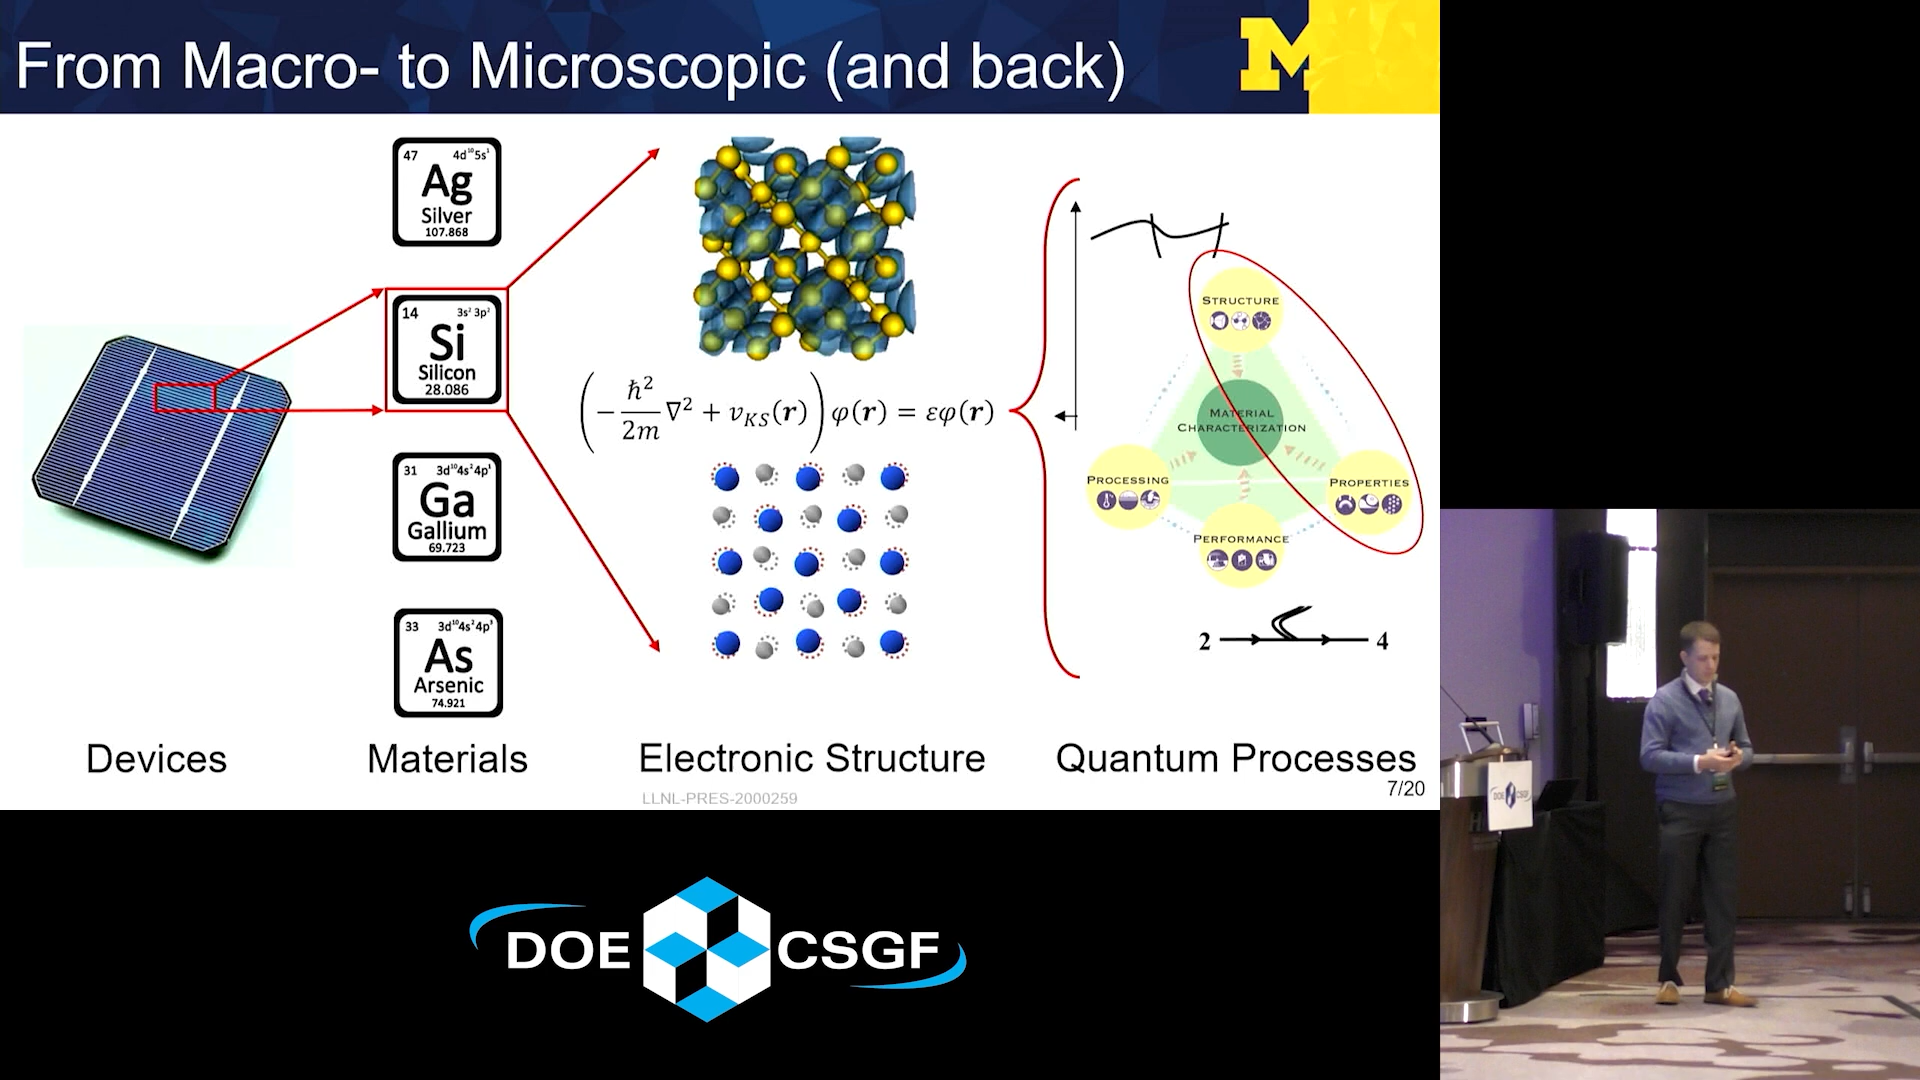 From Macro- to Microscopic (and back)
M
47 4d¹⁰5s¹
Ag
Silver
107.868
14 3s² 3p²
Si
Silicon
28.086
31 3d¹⁰4s²4p¹
Ga
Gallium
69.723
33 3d¹⁰4s²4p³
As
Arsenic
74.921
(−ħ²/2m ∇² + v_KS(r)) φ(r) = εφ(r)
STRUCTURE
MATERIAL
CHARACTERIZATION
PROCESSING
PROPERTIES
PERFORMANCE
2 4
Devices
Materials
Electronic Structure
Quantum Processes
LLNL-PRES-2000259
7/20
DOE CSGF
DOE CSGF